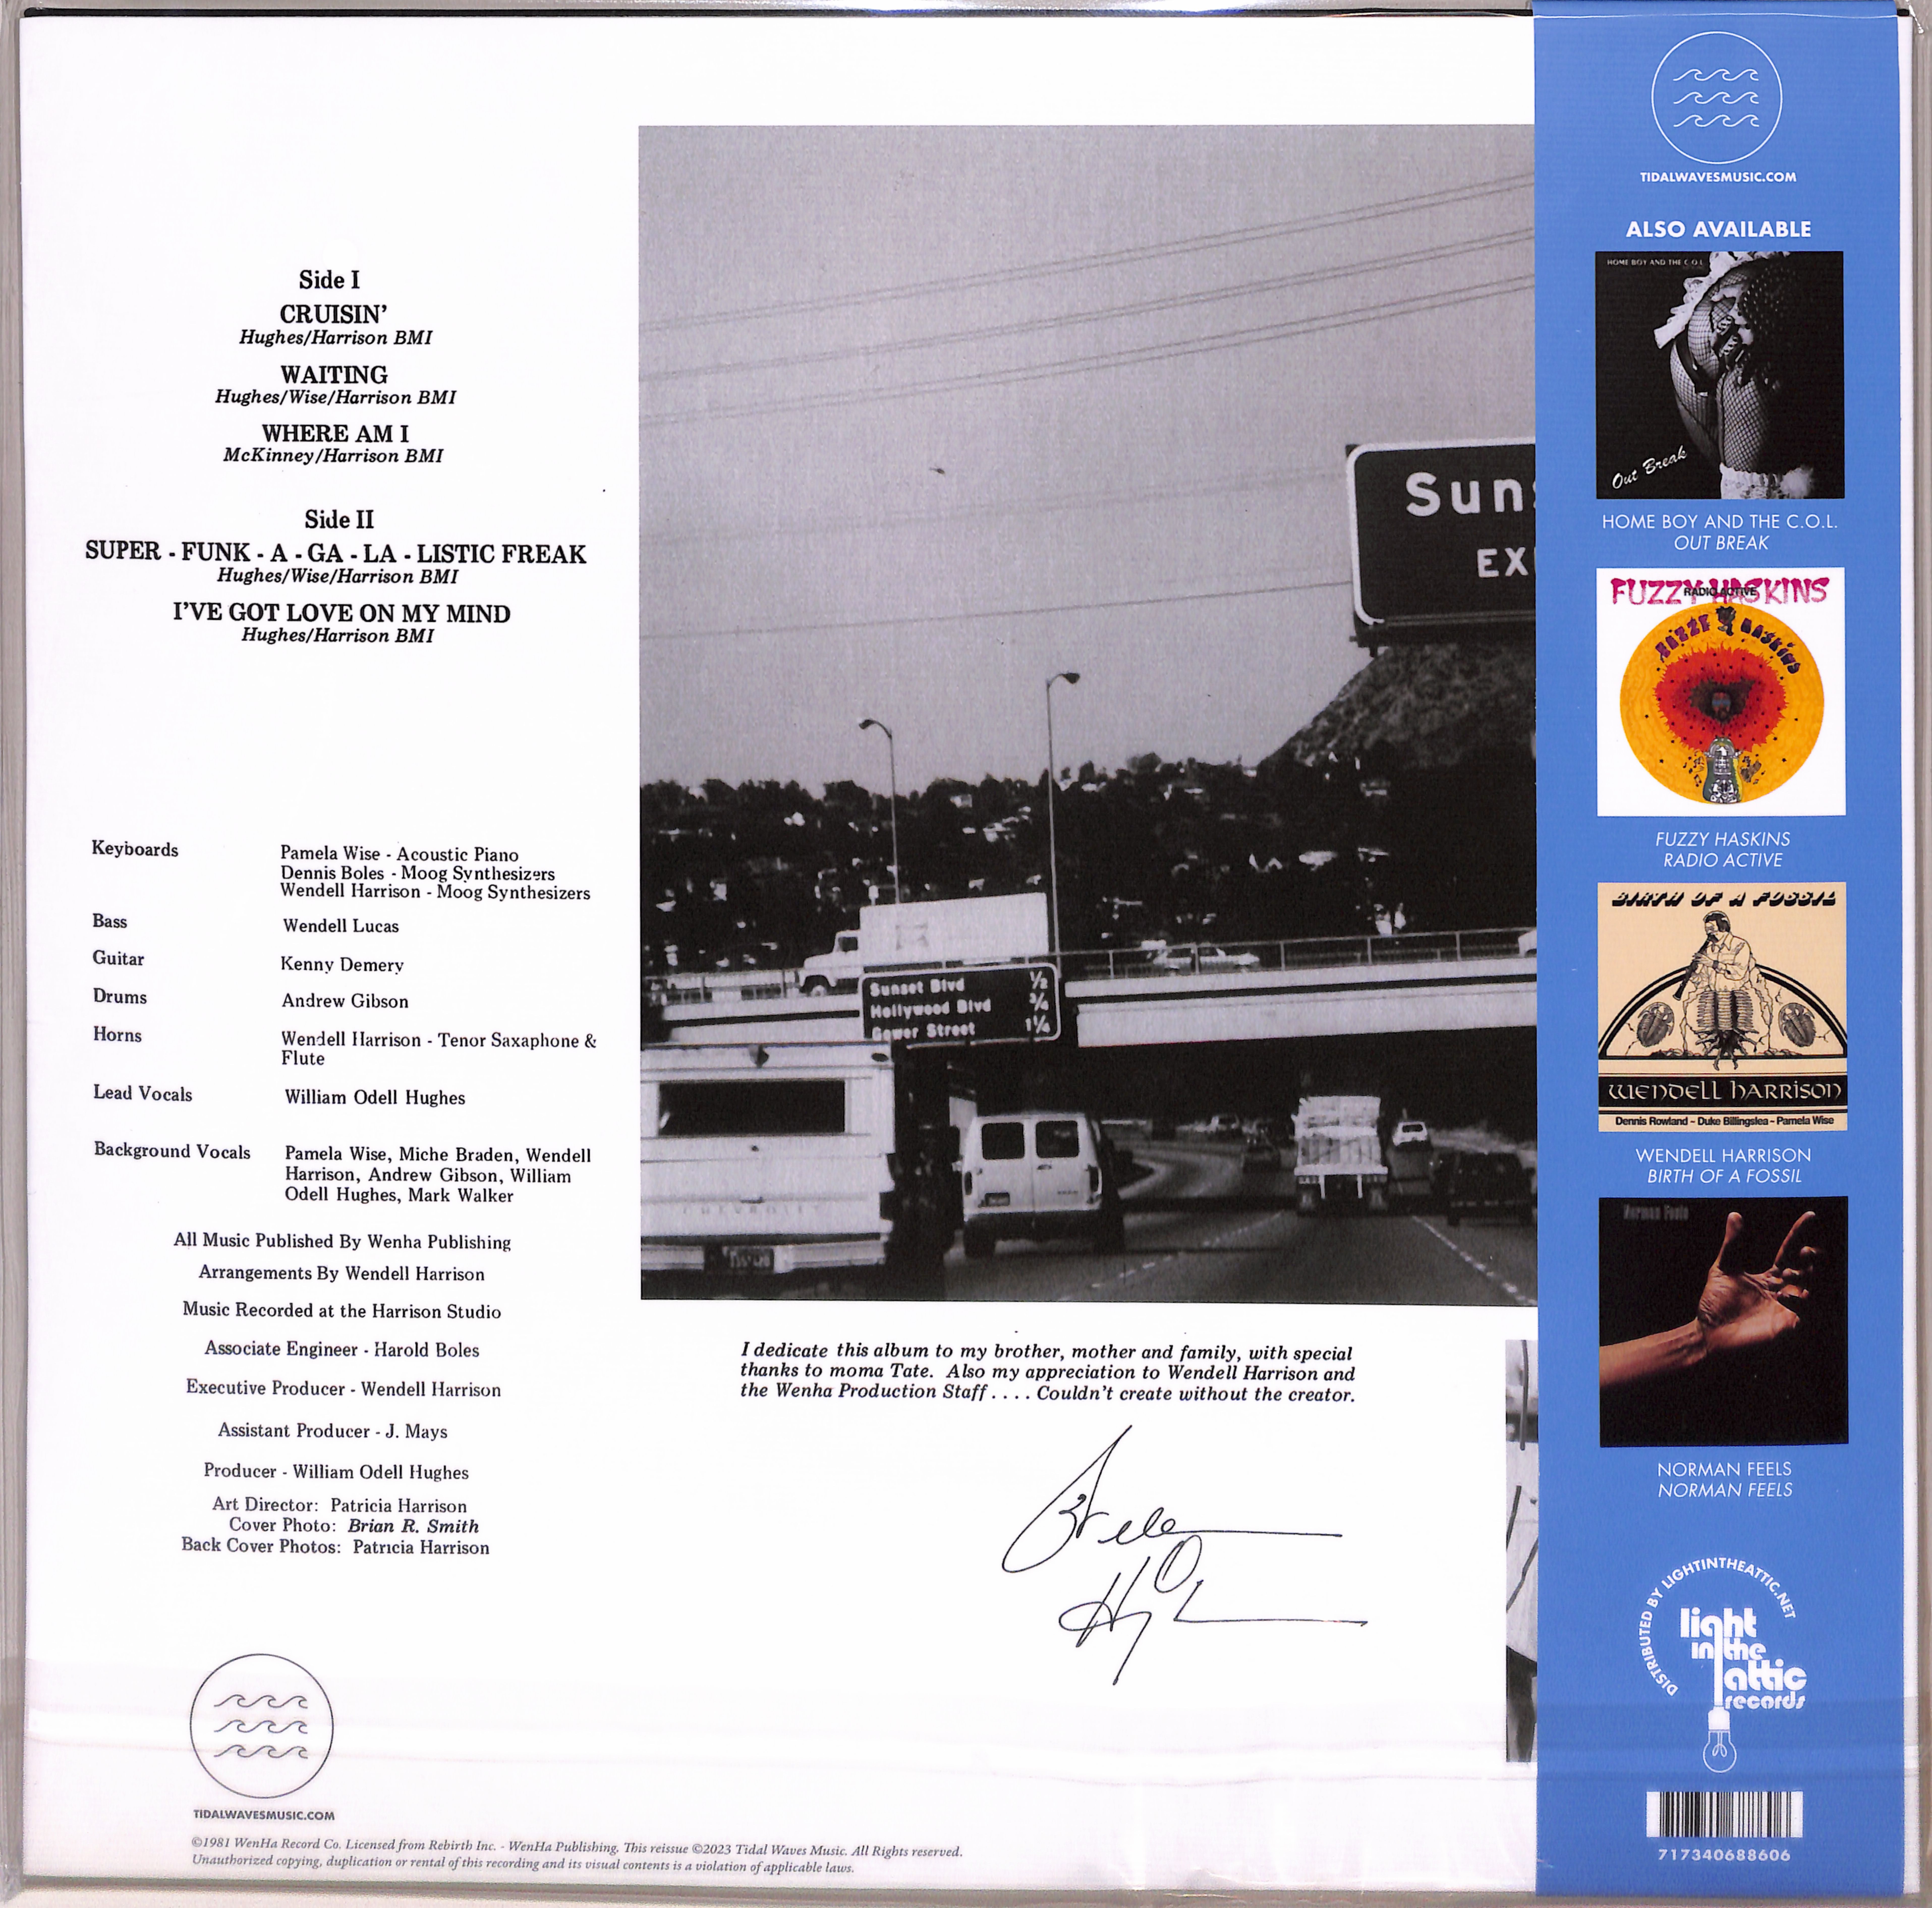 Side I
CRUISIN'
Hughes/Harrison BMI
WAITING
Hughes/Wise/Harrison BMI
WHERE AM I
McKinney/Harrison BMI
Side II
SUPER - FUNK - A - GA - LA - LISTIC FREAK
Hughes/Wise/Harrison BMI
I'VE GOT LOVE ON MY MIND
Hughes/Harrison BMI
Keyboards
Pamela Wise - Acoustic Piano
Dennis Boles - Moog Synthesizers
Wendell Harrison - Moog Synthesizers
Bass
Wendell Lucas
Guitar
Kenny Demery
Drums
Andrew Gibson
Horns
Wendell Harrison - Tenor Saxaphone &
Flute
Lead Vocals
William Odell Hughes
Background Vocals
Pamela Wise, Miche Braden, Wendell
Harrison, Andrew Gibson, William
Odell Hughes, Mark Walker
All Music Published By Wenha Publishing
Arrangements By Wendell Harrison
Music Recorded at the Harrison Studio
Associate Engineer - Harold Boles
Executive Producer - Wendell Harrison
Assistant Producer - J. Mays
Producer - William Odell Hughes
Art Director: Patricia Harrison
Cover Photo: Brian R. Smith
Back Cover Photos: Patricia Harrison
TIDALWAVESMUSIC.COM
©1981 WenHa Record Co. Licensed from Rebirth Inc. - WenHa Publishing. This reissue ©2023 Tidal Waves Music. All Rights reserved.
Unauthorized copying, duplication or rental of this recording and its visual contents is a violation of applicable laws.
Suns
EX
Sunset Blvd 1/2
Hollywood Blvd 3/4
Gower Street 1 1/4
CHEVROLET
I dedicate this album to my brother, mother and family, with special
thanks to moma Tate. Also my appreciation to Wendell Harrison and
the Wenha Production Staff . . . . Couldn't create without the creator.
TIDALWAVESMUSIC.COM
ALSO AVAILABLE
HOME BOY AND THE C.O.L.
Out Break
HOME BOY AND THE C.O.L.
OUT BREAK
FUZZY HASKINS
RADIO ACTIVE
FUZZY HASKINS
FUZZY HASKINS
RADIO ACTIVE
BIRTH OF A FOSSIL
WENDELL HARRISON
Dennis Rowland - Duke Billingslea - Pamela Wise
WENDELL HARRISON
BIRTH OF A FOSSIL
Norman Feels
NORMAN FEELS
NORMAN FEELS
DISTRIBUTED BY LIGHTINTHEATTIC.NET
light
in the
attic
records
717340688606